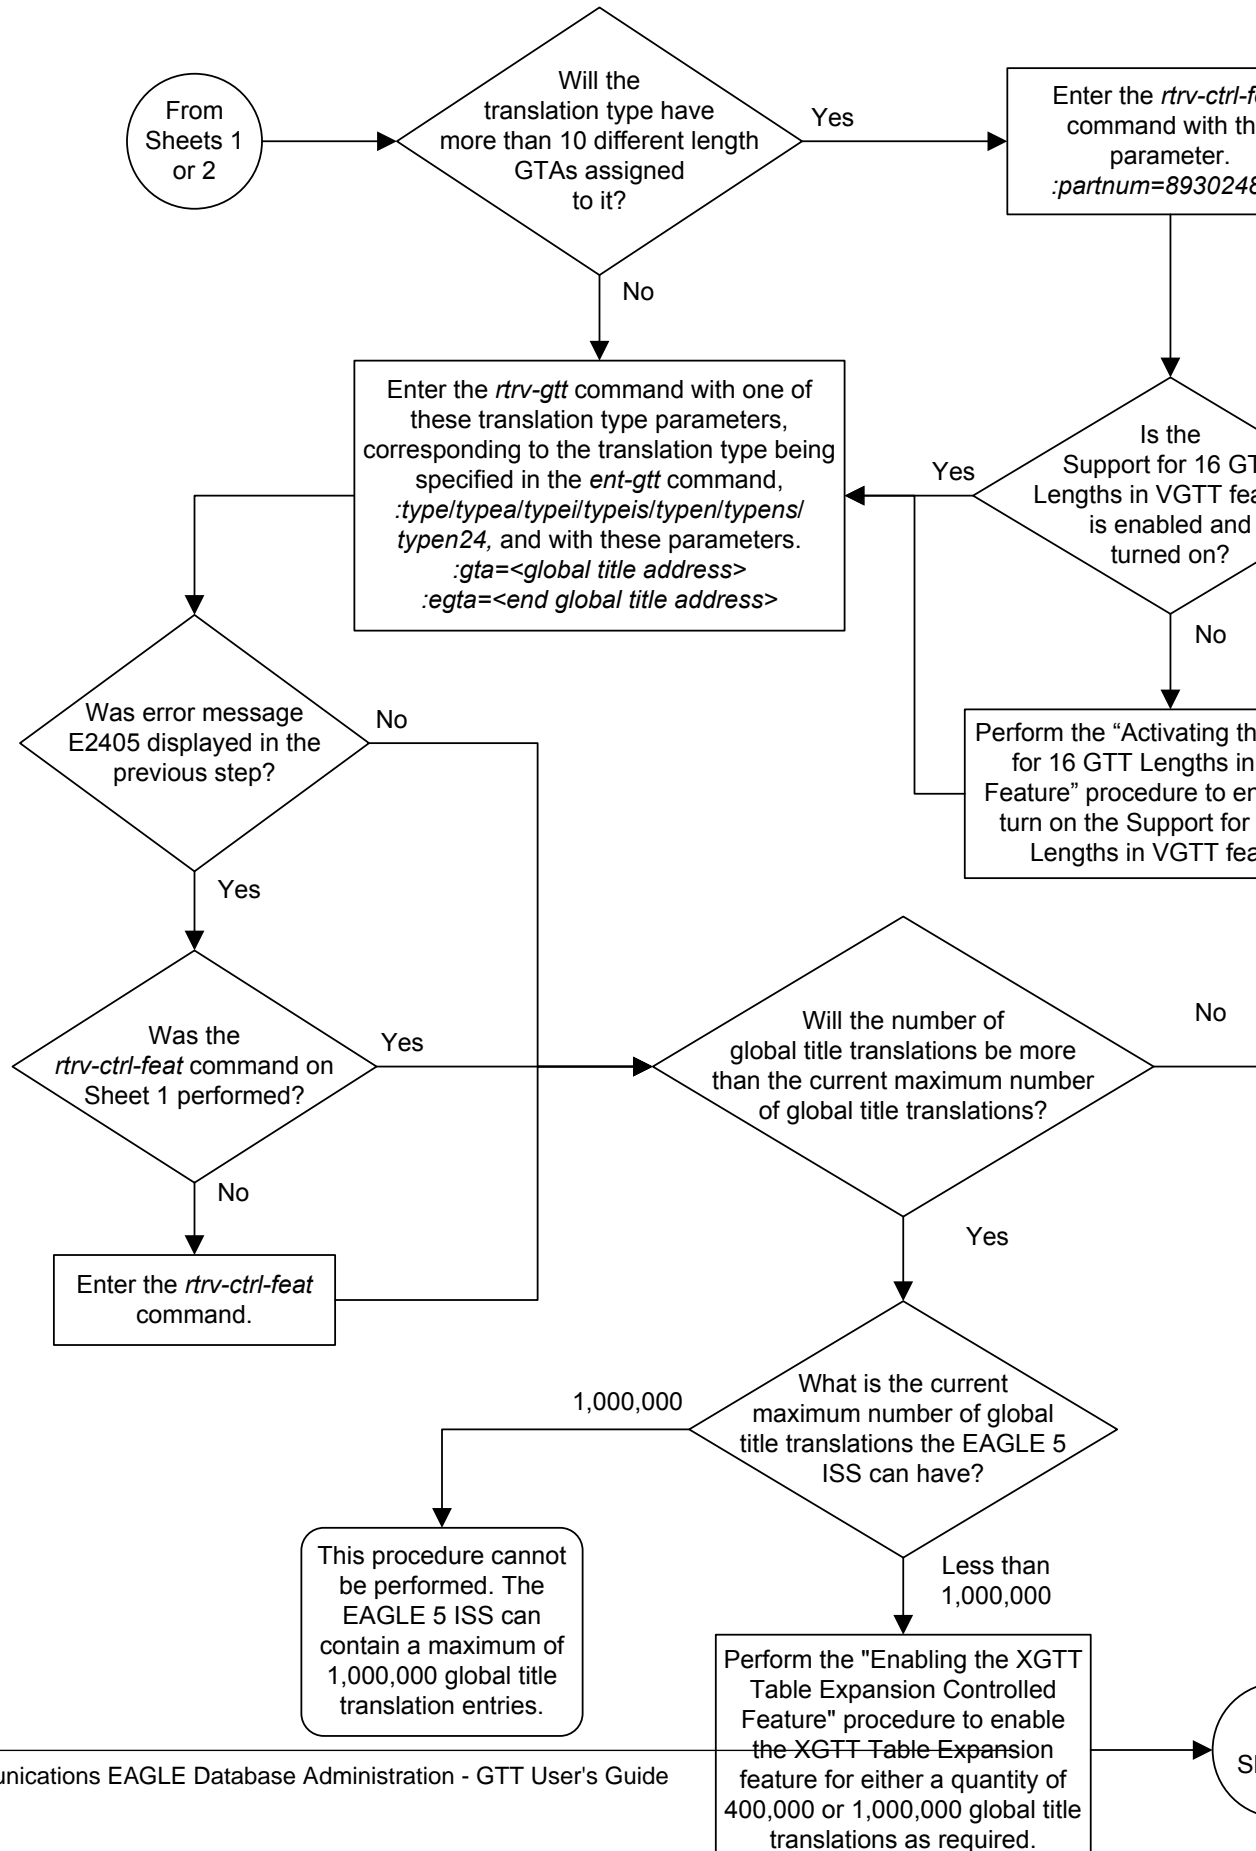 From
Sheets 1
or 2
Will the
translation type have
more than 10 different length
GTAs assigned
to it?
Yes
Enter the rtrv-ctrl-f
command with th
parameter.
:partnum=8930248
No
Enter the rtrv-gtt command with one of
these translation type parameters,
corresponding to the translation type being
specified in the ent-gtt command,
:type/typea/typei/typeis/typen/typens/
typen24, and with these parameters.
:gta=<global title address>
:egta=<end global title address>
Yes
Is the
Support for 16 GT
Lengths in VGTT fea
is enabled and
turned on?
No
Perform the “Activating th
for 16 GTT Lengths in
Feature” procedure to en
turn on the Support for
Lengths in VGTT fea
Was error message
E2405 displayed in the
previous step?
No
Yes
Was the
rtrv-ctrl-feat command on
Sheet 1 performed?
Yes
No
Enter the rtrv-ctrl-feat
command.
Will the number of
global title translations be more
than the current maximum number
of global title translations?
No
Yes
What is the current
maximum number of global
title translations the EAGLE 5
ISS can have?
1,000,000
This procedure cannot
be performed. The
EAGLE 5 ISS can
contain a maximum of
1,000,000 global title
translation entries.
Less than
1,000,000
Perform the "Enabling the XGTT
Table Expansion Controlled
Feature" procedure to enable
the XGTT Table Expansion
feature for either a quantity of
400,000 or 1,000,000 global title
translations as required.
unications EAGLE Database Administration - GTT User's Guide